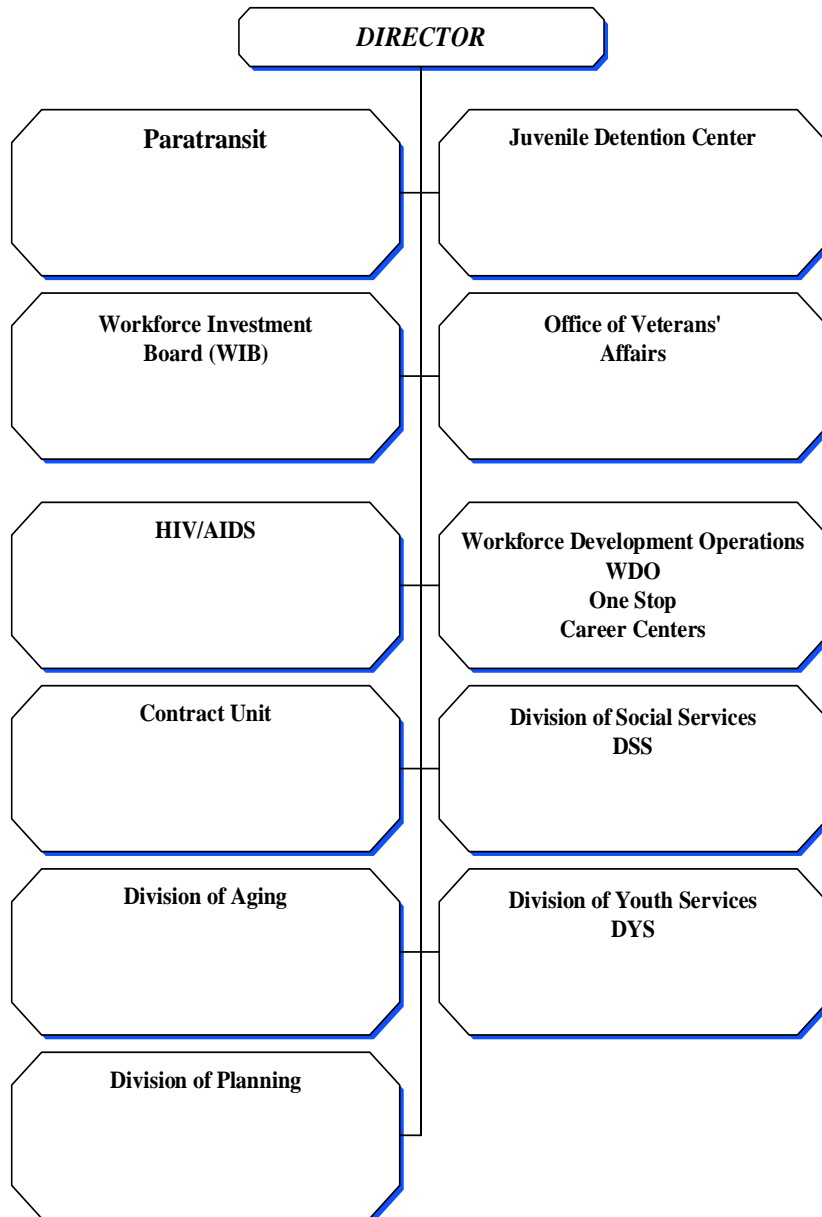 DIRECTOR
Paratransit
Juvenile Detention Center
Workforce Investment
Board (WIB)
Office of Veterans'
Affairs
HIV/AIDS
Workforce Development Operations
WDO
One Stop
Career Centers
Contract Unit
Division of Social Services
DSS
Division of Aging
Division of Youth Services
DYS
Division of Planning